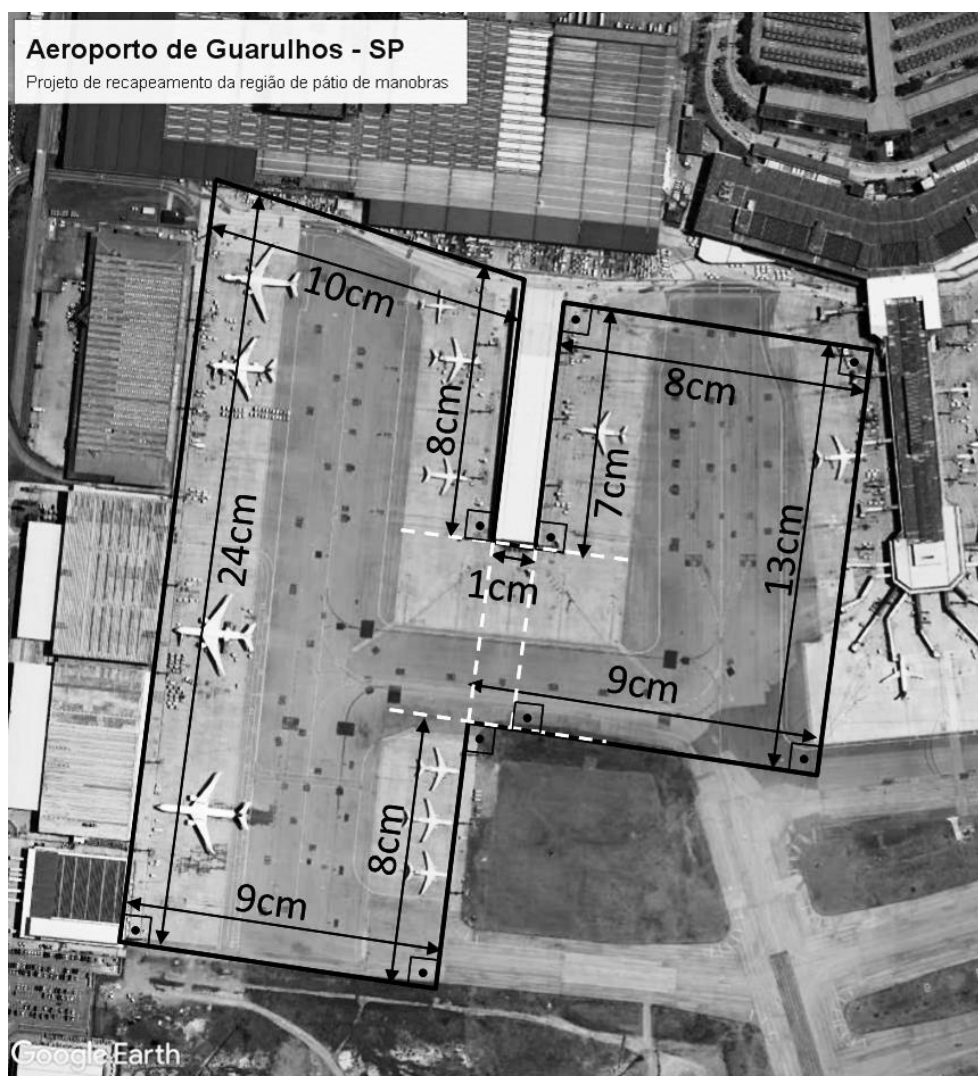 Aeroporto de Guarulhos - SP
Projeto de recapeamento da região de pátio de manobras
10cm
8cm
8cm
7cm
24cm
13cm
1cm
9cm
8cm
9cm
Google Earth